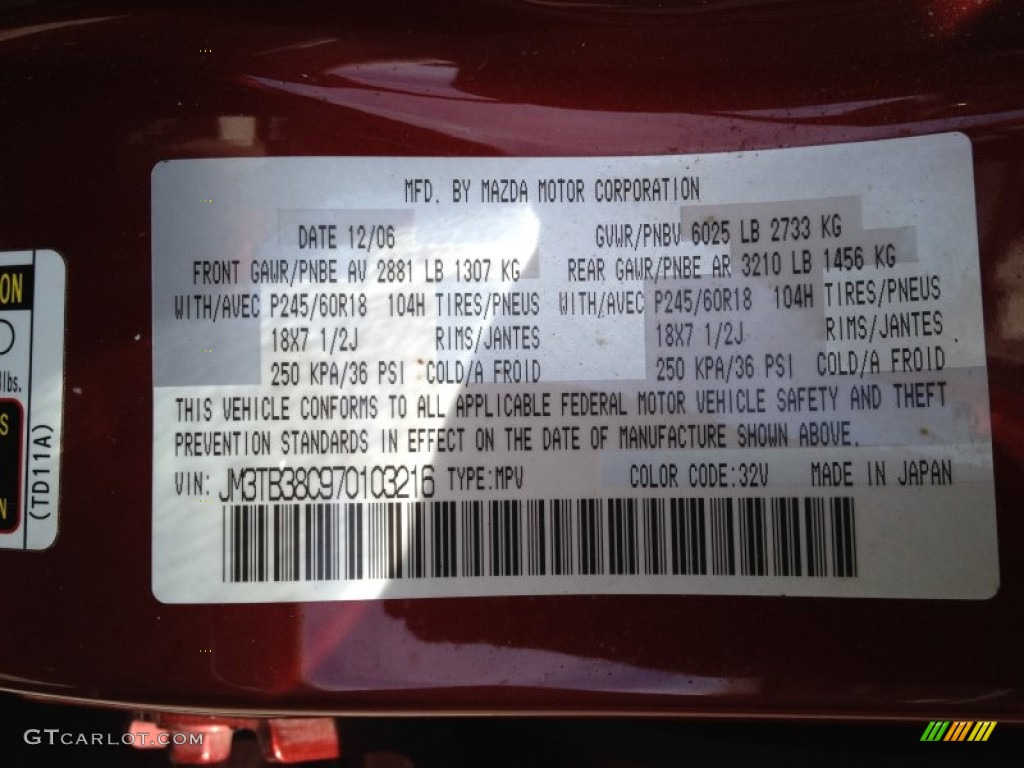 MFD. BY MAZDA MOTOR CORPORATION
DATE 12/06 GVWR/PNBV 6025 LB 2733 KG
FRONT GAWR/PNBE AV 2881 LB 1307 KG REAR GAWR/PNBE AR 3210 LB 1456 KG
WITH/AVEC P245/60R18 104H TIRES/PNEUS WITH/AVEC P245/60R18 104H TIRES/PNEUS
18X7 1/2J RIMS/JANTES 18X7 1/2J RIMS/JANTES
250 KPA/36 PSI COLD/A FROID 250 KPA/36 PSI COLD/A FROID
THIS VEHICLE CONFORMS TO ALL APPLICABLE FEDERAL MOTOR VEHICLE SAFETY AND THEFT
PREVENTION STANDARDS IN EFFECT ON THE DATE OF MANUFACTURE SHOWN ABOVE.
VIN: JM3TB38C970103216 TYPE:MPV COLOR CODE:32V MADE IN JAPAN
ON
lbs.
S
N
(TD11A)
GTCARLOT.COM